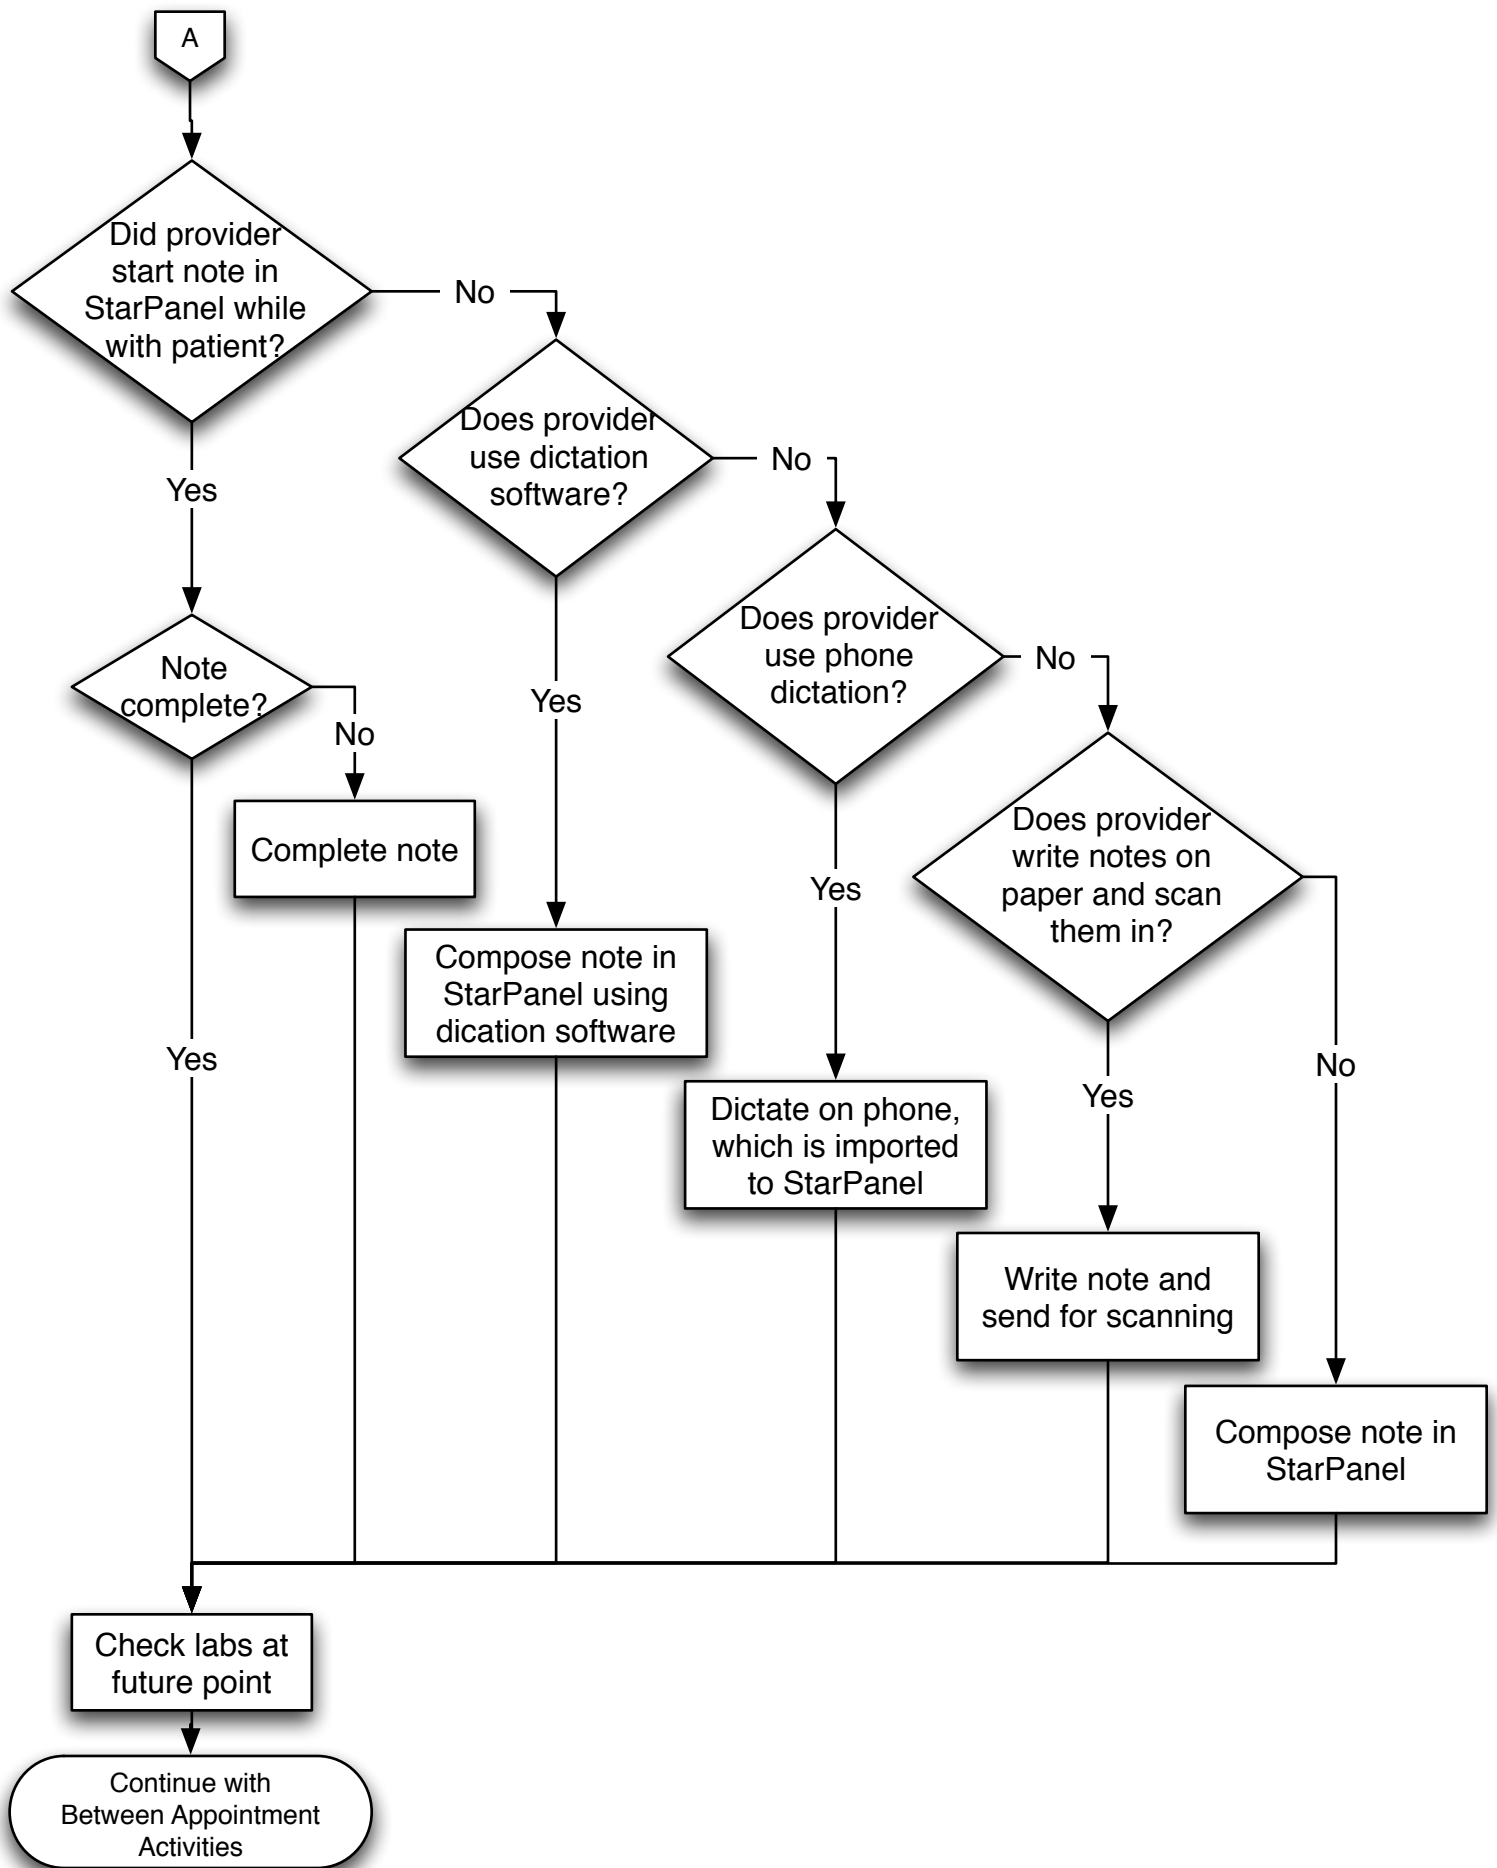 A
Did provider
start note in
StarPanel while
with patient?
No
Does provider
use dictation
software?
No
Yes
Does provider
use phone
dictation?
No
Note
complete?
Yes
No
Does provider
write notes on
paper and scan
them in?
Complete note
Yes
Compose note in
StarPanel using
dication software
Yes
No
Yes
Dictate on phone,
which is imported
to StarPanel
Write note and
send for scanning
Compose note in
StarPanel
Check labs at
future point
Continue with
Between Appointment
Activities